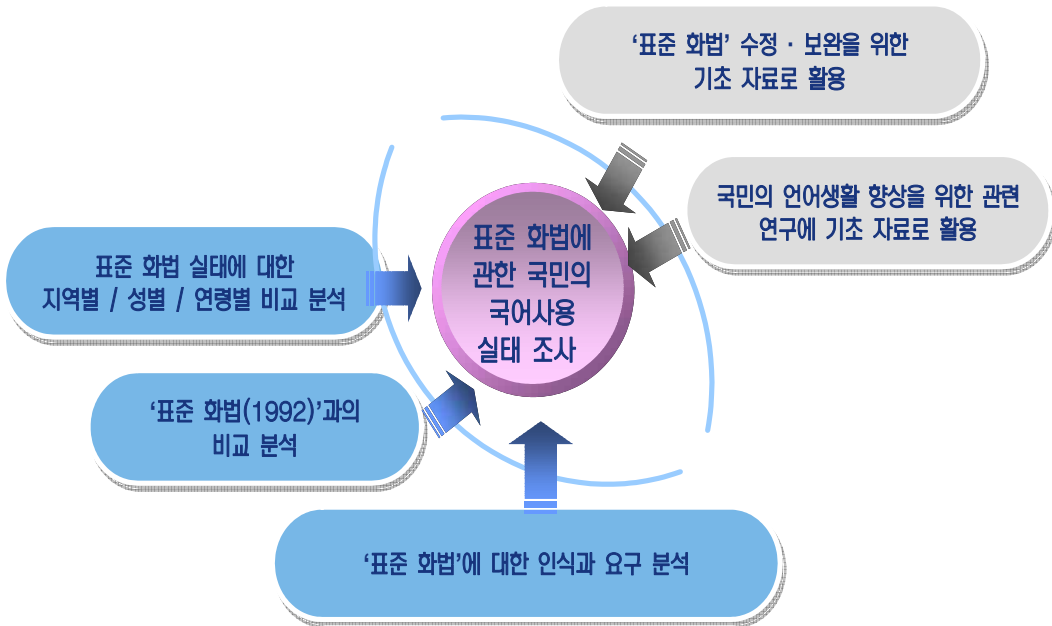 ‘표준 화법’ 수정 · 보완을 위한
기초 자료로 활용
국민의 언어생활 향상을 위한 관련
연구에 기초 자료로 활용
표준 화법에
관한 국민의
국어사용
실태 조사
표준 화법 실태에 대한
지역별 / 성별 / 연령별 비교 분석
‘표준 화법(1992)’과의
비교 분석
‘표준 화법’에 대한 인식과 요구 분석